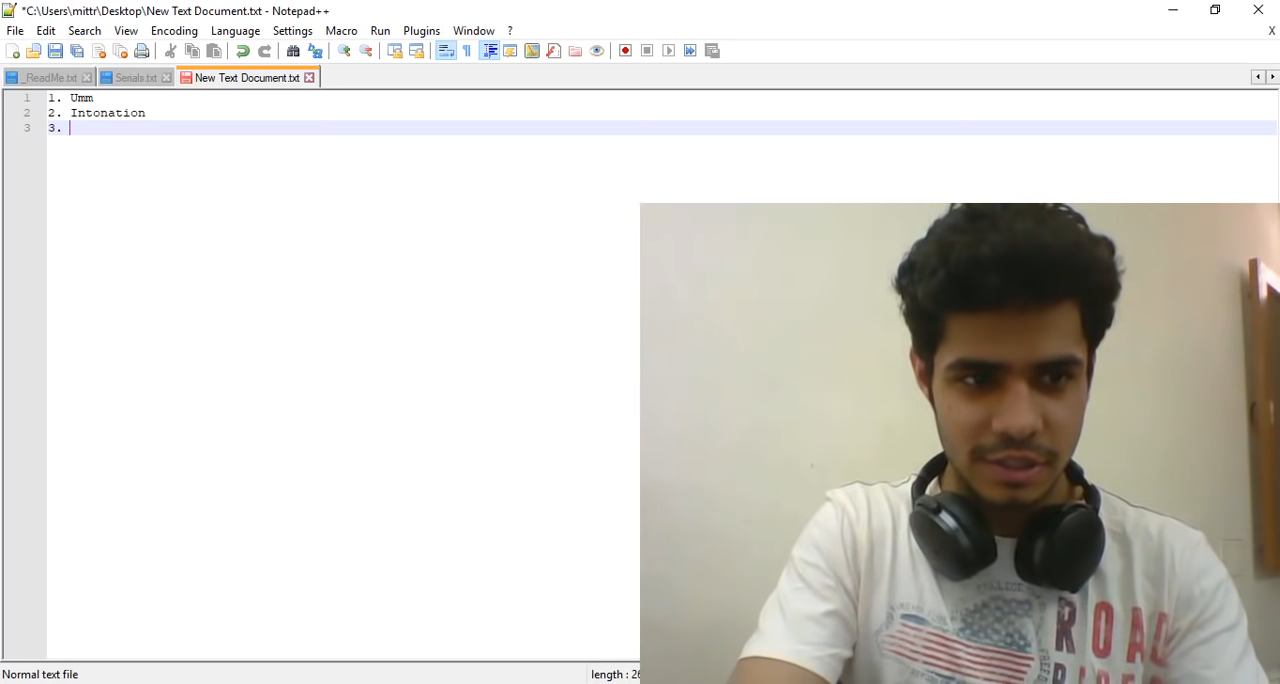 *C:\Users\mittr\Desktop\New Text Document.txt - Notepad++
File Edit Search View Encoding Language Settings Macro Run Plugins Window ? X
_ReadMe.txt Serials.txt New Text Document.txt
1 1. Umm
2 2. Intonation
3 3.
ROAD
Normal text file length : 26